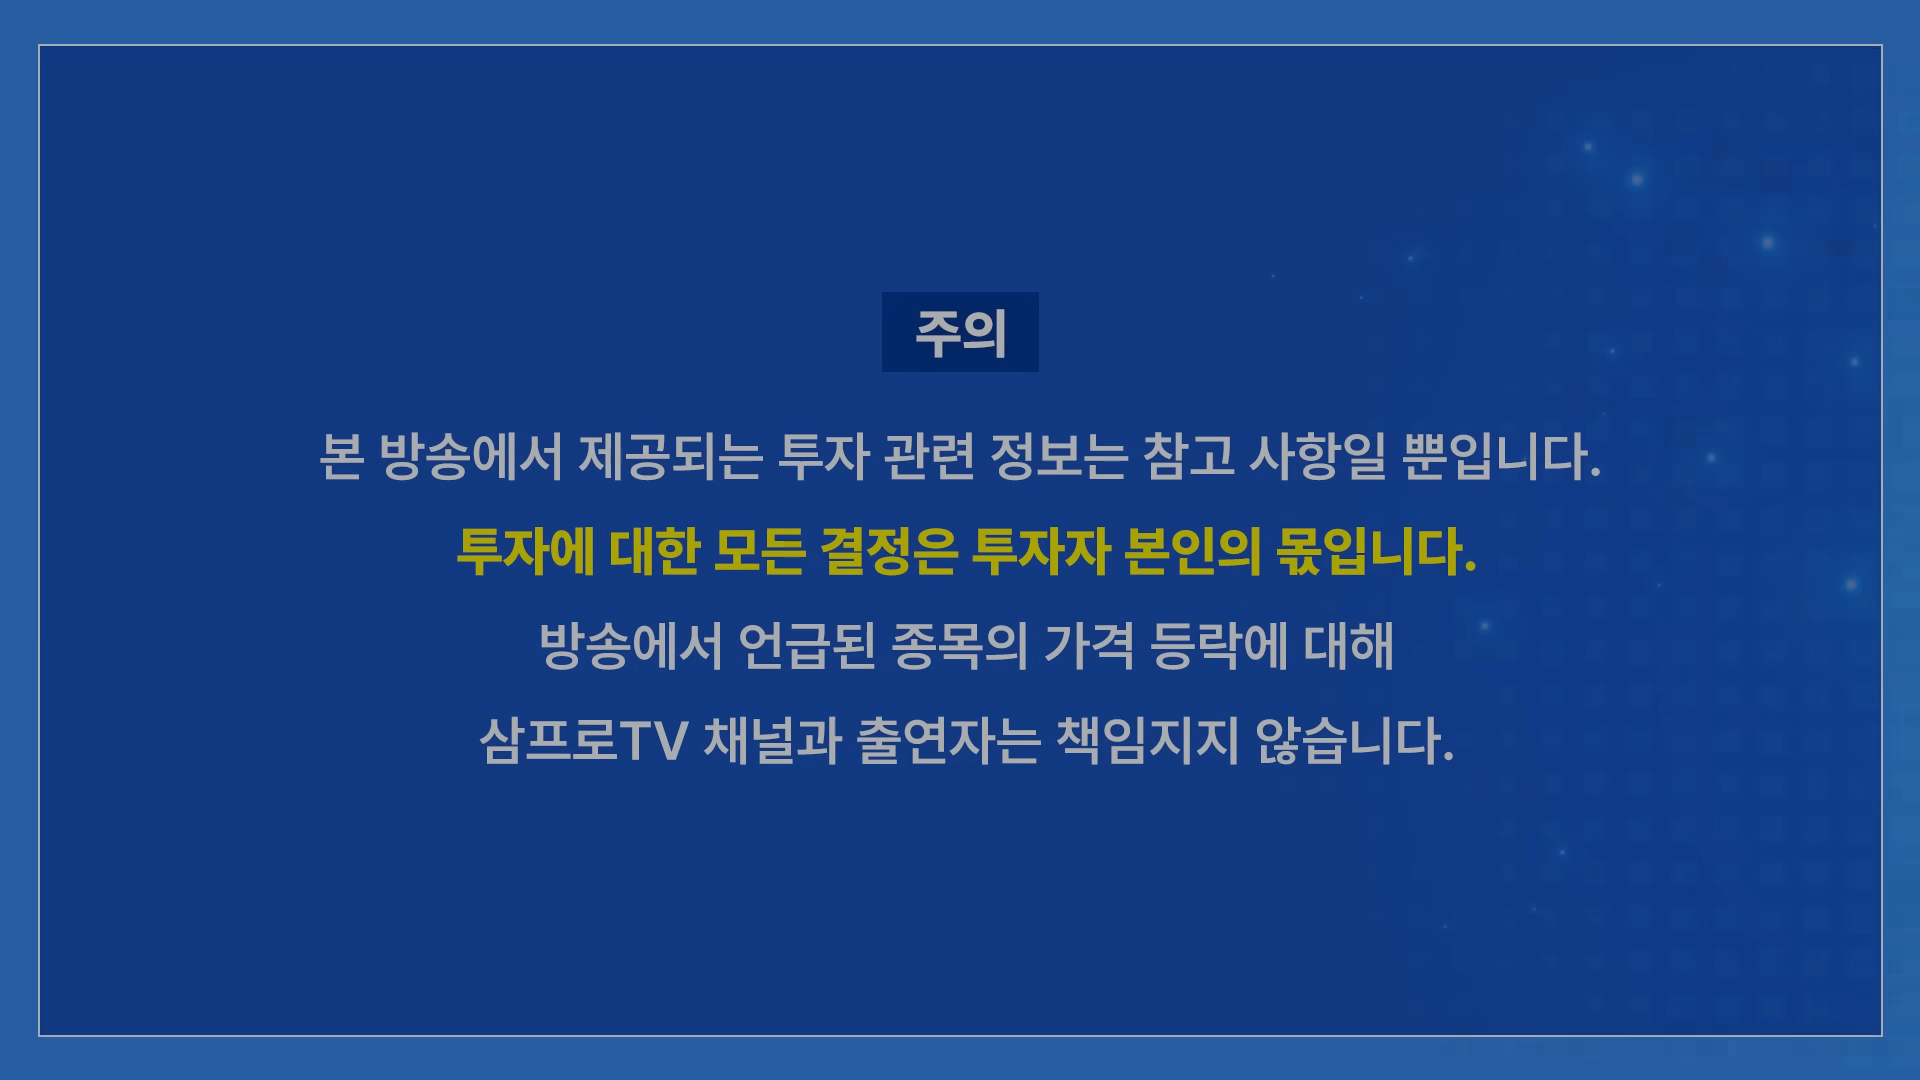 주의
본 방송에서 제공되는 투자 관련 정보는 참고 사항일 뿐입니다.
투자에 대한 모든 결정은 투자자 본인의 몫입니다.
방송에서 언급된 종목의 가격 등락에 대해
삼프로TV 채널과 출연자는 책임지지 않습니다.